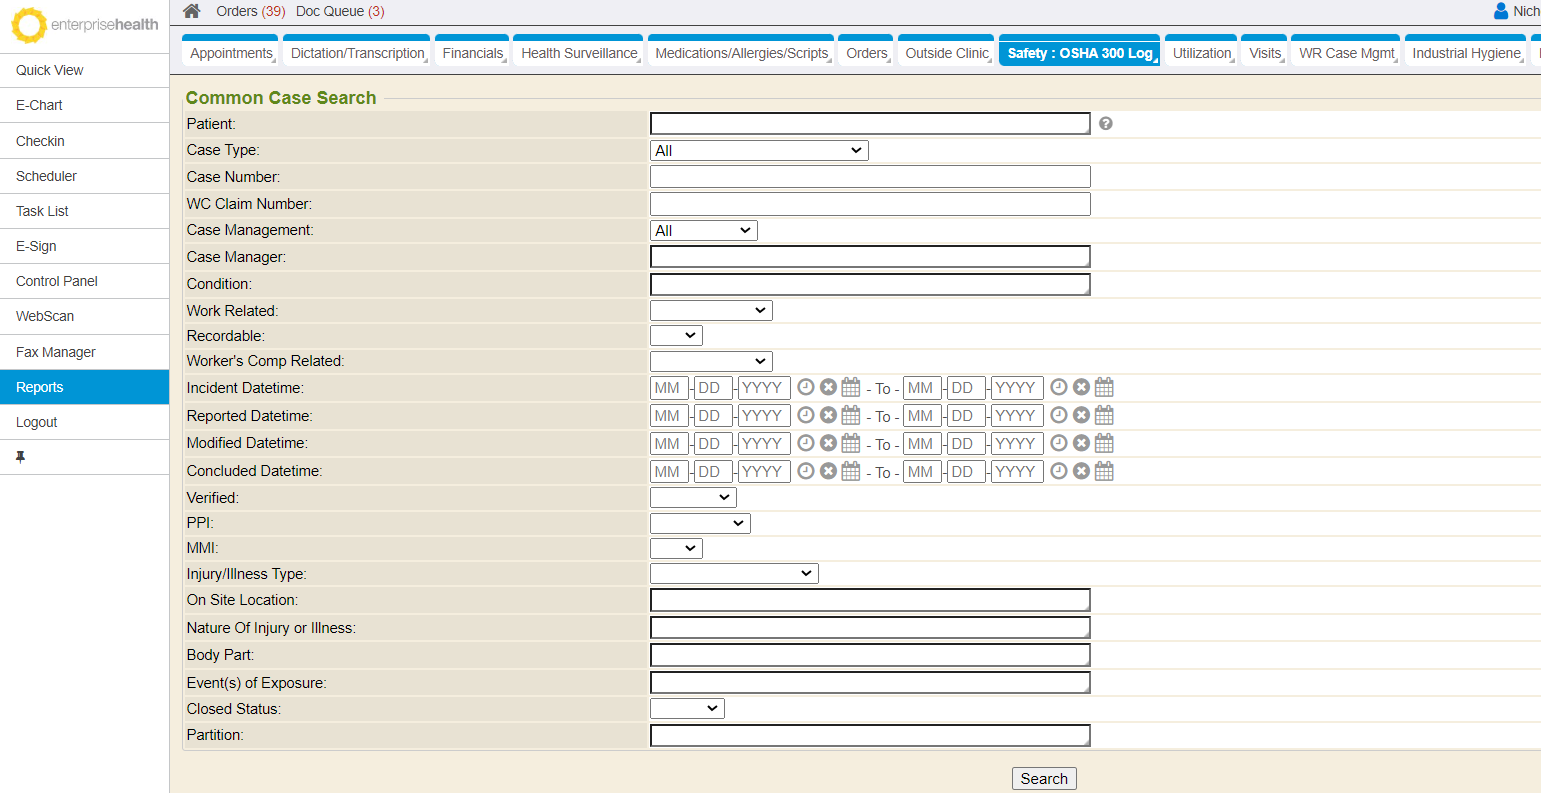 enterprisehealth
Orders (39) Doc Queue (3)
Nich
Quick View
E-Chart
Checkin
Scheduler
Task List
E-Sign
Control Panel
WebScan
Fax Manager
Reports
Logout
Appointments Dictation/Transcription Financials Health Surveillance Medications/Allergies/Scripts Orders Outside Clinic Safety : OSHA 300 Log Utilization Visits WR Case Mgmt Industrial Hygiene
Common Case Search
Patient:
Case Type: All
Case Number:
WC Claim Number:
Case Management: All
Case Manager:
Condition:
Work Related:
Recordable:
Worker's Comp Related:
Incident Datetime: MM - DD - YYYY - To - MM - DD - YYYY
Reported Datetime: MM - DD - YYYY - To - MM - DD - YYYY
Modified Datetime: MM - DD - YYYY - To - MM - DD - YYYY
Concluded Datetime: MM - DD - YYYY - To - MM - DD - YYYY
Verified:
PPI:
MMI:
Injury/Illness Type:
On Site Location:
Nature Of Injury or Illness:
Body Part:
Event(s) of Exposure:
Closed Status:
Partition:
Search